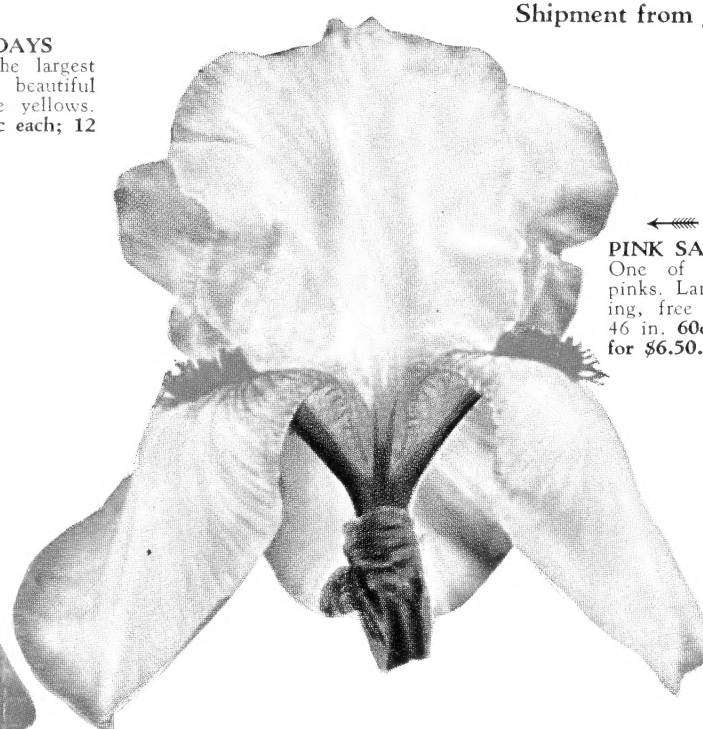 Shipment from
DAYS
he largest
beautiful
e yellows.
c each; 12
PINK SA
One of
pinks. Lar
ing, free
46 in. 60c
for $6.50.